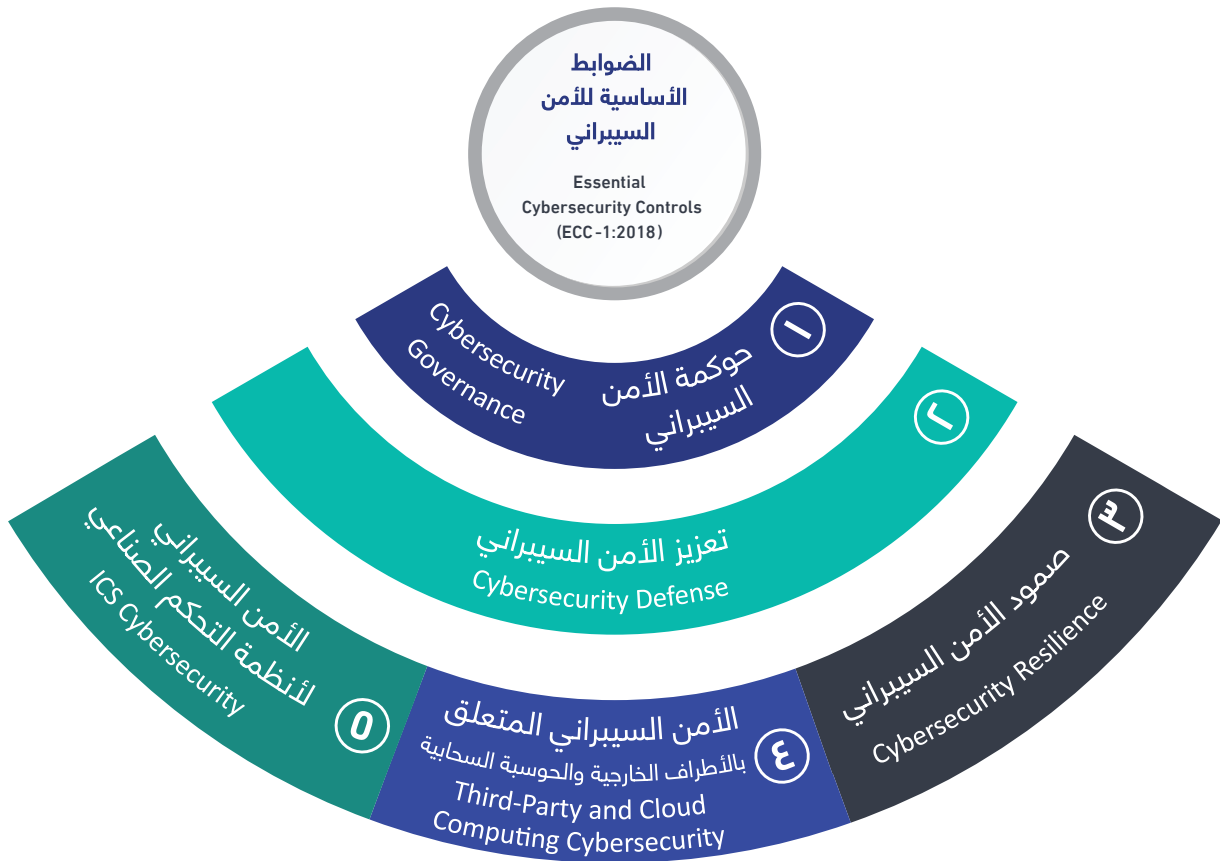 الضوابط
الأساسية للأمن
السيبراني
Essential
Cybersecurity Controls
(ECC-1:2018)
١
حوكمة الأمن
السيبراني
Cybersecurity
Governance
٢
تعزيز الأمن السيبراني
Cybersecurity Defense
٣
صمود الأمن السيبراني
Cybersecurity Resilience
٤
الأمن السيبراني المتعلق
بالأطراف الخارجية والحوسبة السحابية
Third-Party and Cloud
Computing Cybersecurity
٥
الأمن السيبراني
لأنظمة التحكم الصناعي
ICS Cybersecurity